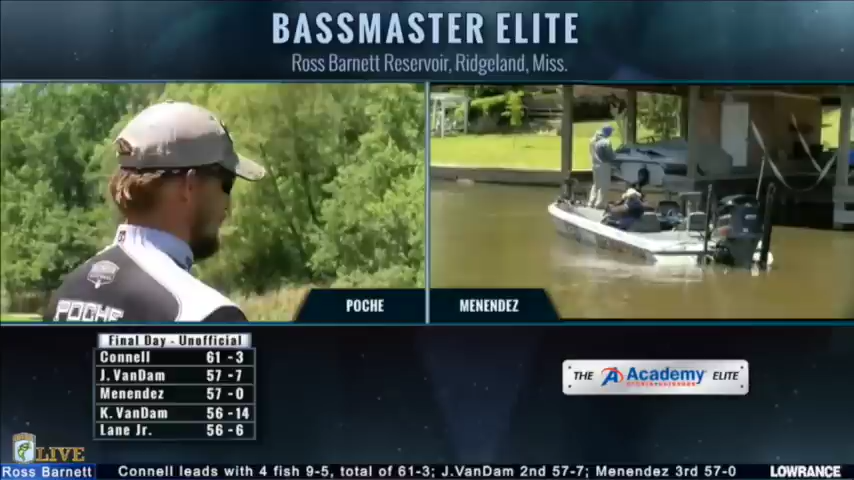 BASSMASTER ELITE
Ross Barnett Reservoir, Ridgeland, Miss.
POCHE
POCHE
MENENDEZ
Final Day - Unofficial
Connell 61 -3
J. VanDam 57 -7
Menendez 57 -0
K. VanDam 56 -14
Lane Jr. 56 -6
THE Academy ELITE
LIVE
Ross Barnett Connell leads with 4 fish 9-5, total of 61-3; J.VanDam 2nd 57-7; Menendez 3rd 57-0 LOWRANCE